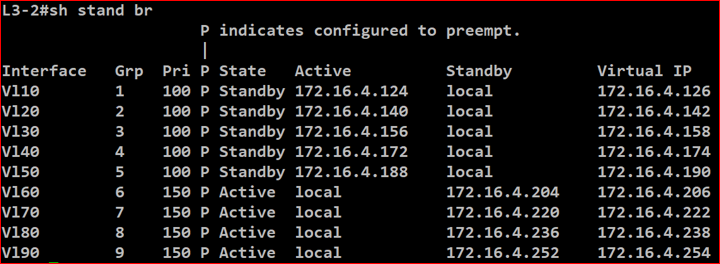 L3-2#sh stand br
P indicates configured to preempt.
|
Interface Grp Pri P State Active Standby Virtual IP
Vl10 1 100 P Standby 172.16.4.124 local 172.16.4.126
Vl20 2 100 P Standby 172.16.4.140 local 172.16.4.142
Vl30 3 100 P Standby 172.16.4.156 local 172.16.4.158
Vl40 4 100 P Standby 172.16.4.172 local 172.16.4.174
Vl50 5 100 P Standby 172.16.4.188 local 172.16.4.190
Vl60 6 150 P Active local 172.16.4.204 172.16.4.206
Vl70 7 150 P Active local 172.16.4.220 172.16.4.222
Vl80 8 150 P Active local 172.16.4.236 172.16.4.238
Vl90 9 150 P Active local 172.16.4.252 172.16.4.254